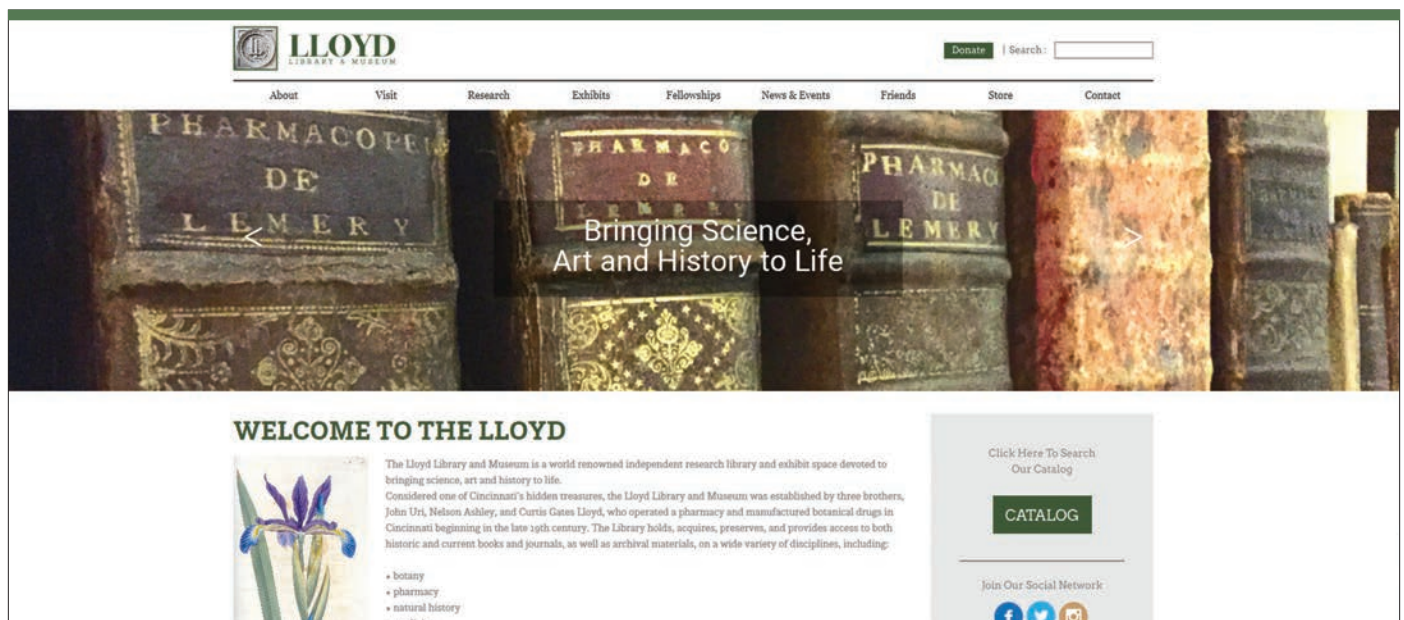 LLOYD
LIBRARY & MUSEUM
Donate | Search :
About Visit Research Exhibits Fellowships News & Events Friends Store Contact
PHARMACOPE
DE
LEMERY
PHARMACO
DE
PHARMAC
DE
LEMERY
<
Bringing Science,
Art and History to Life
>
WELCOME TO THE LLOYD
The Lloyd Library and Museum is a world renowned independent research library and exhibit space devoted to
bringing science, art and history to life.
Considered one of Cincinnati's hidden treasures, the Lloyd Library and Museum was established by three brothers,
John Uri, Nelson Ashley, and Curtis Gates Lloyd, who operated a pharmacy and manufactured botanical drugs in
Cincinnati beginning in the late 19th century. The Library holds, acquires, preserves, and provides access to both
historic and current books and journals, as well as archival materials, on a wide variety of disciplines, including:
• botany
• pharmacy
• natural history
Click Here To Search
Our Catalog
CATALOG
Join Our Social Network